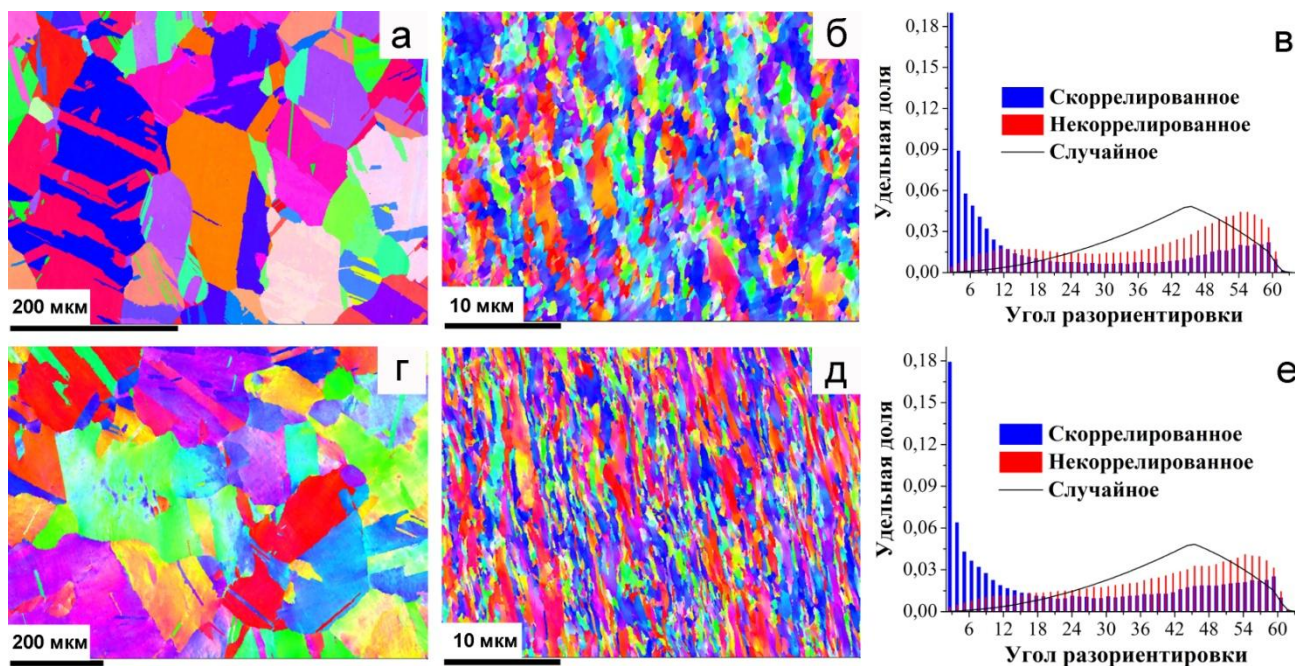 а
200 мкм
б
10 мкм
в
Удельная доля
0,18
0,15
0,12
0,09
0,06
0,03
0,00
Скоррелированное
Некоррелированное
Случайное
6 12 18 24 30 36 42 48 54 60
Угол разориентировки
г
200 мкм
д
10 мкм
е
Удельная доля
0,18
0,15
0,12
0,09
0,06
0,03
0,00
Скоррелированное
Некоррелированное
Случайное
6 12 18 24 30 36 42 48 54 60
Угол разориентировки